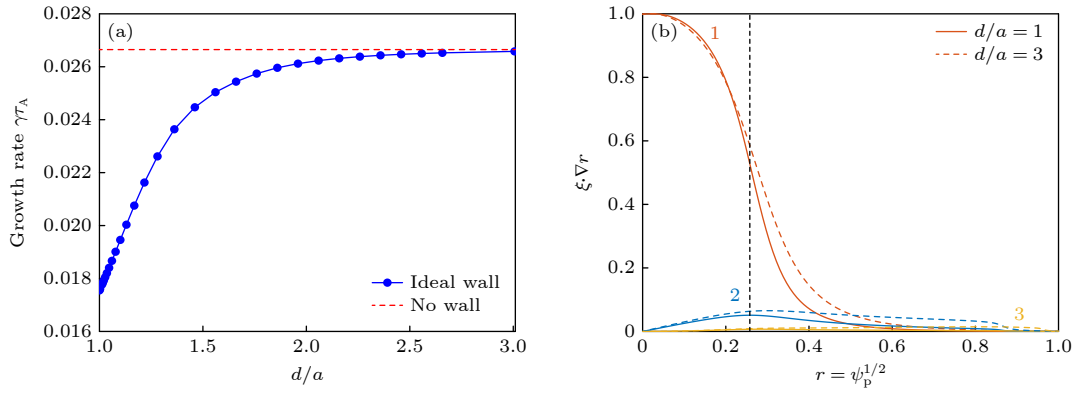 (a)
0.028
0.026
0.024
0.022
0.020
0.018
0.016
Growth rate γτ_A
1.0
1.5
2.0
2.5
3.0
d/a
Ideal wall
No wall
(b)
1.0
0.8
0.6
0.4
0.2
0
ξ·∇r
1
2
3
d/a = 1
d/a = 3
0
0.2
0.4
0.6
0.8
1.0
r = ψ_p^{1/2}